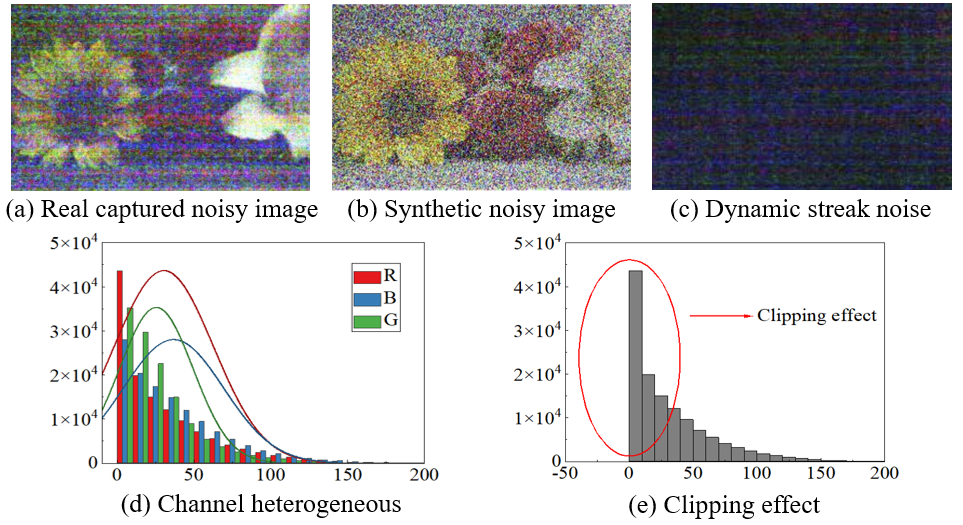 (a) Real captured noisy image
(b) Synthetic noisy image
(c) Dynamic streak noise
5×10⁴
4×10⁴
3×10⁴
2×10⁴
1×10⁴
0
0 50 100 150 200
R
B
G
(d) Channel heterogeneous
5×10⁴
4×10⁴
3×10⁴
2×10⁴
1×10⁴
0
-50 0 50 100 150 200
Clipping effect
(e) Clipping effect